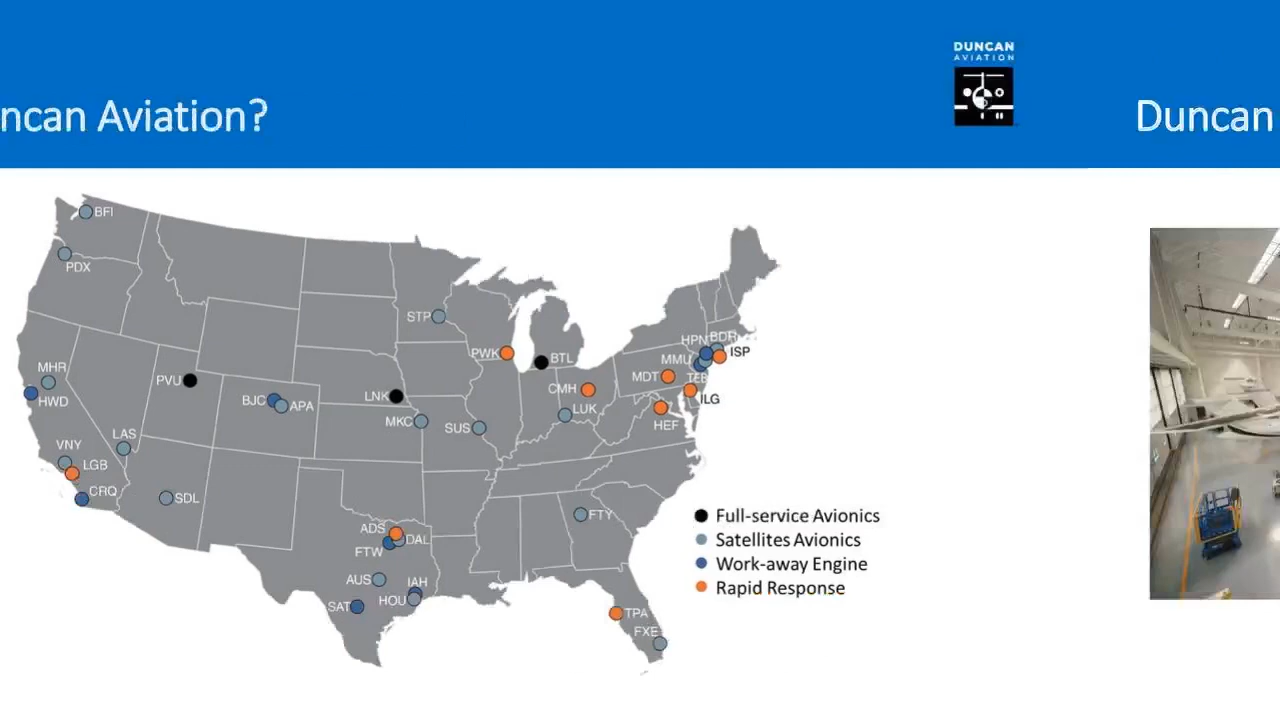 DUNCAN
AVIATION
ncan Aviation?
Duncan
BFI
PDX
STP
HPN BDR
ISP
PWK
BTL
MMU
TEB
MHR
PVU
MDT
CMH
HWD
BJC
APA
LNK
ILG
LUK
MKC
SUS
HEF
LAS
VNY
LGB
CRQ
SDL
FTY
ADS
DAL
FTW
AUS
IAH
HOU
SAT
TPA
FXE
Full-service Avionics
Satellites Avionics
Work-away Engine
Rapid Response